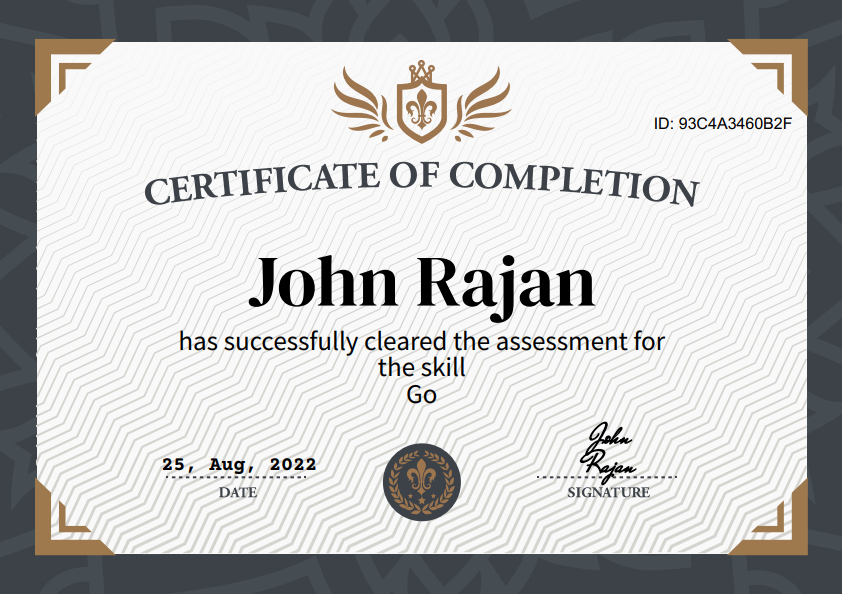 ID: 93C4A3460B2F
CERTIFICATE OF COMPLETION
John Rajan
has successfully cleared the assessment for
the skill
Go
25, Aug, 2022
DATE
John
Rajan
SIGNATURE